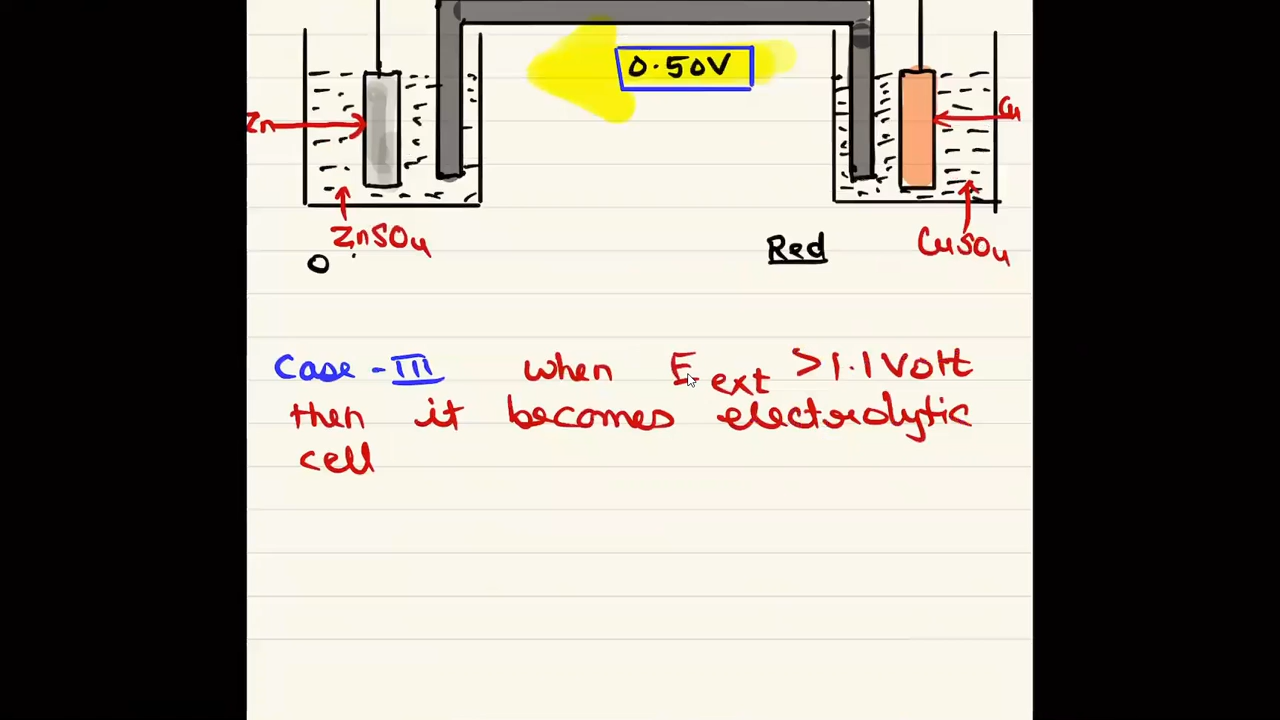 0.50V
Zn
Cu
ZnSO4
CuSO4
O
Red
Case - III when E ext > 1.1 Volt
then it becomes electrolytic
cell